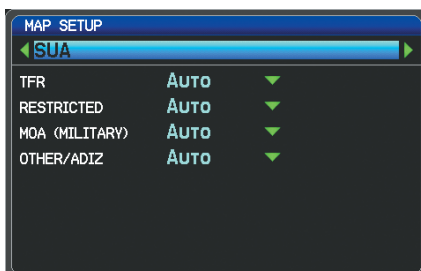 MAP SETUP
SUA
TFR AUTO
RESTRICTED AUTO
MOA (MILITARY) AUTO
OTHER/ADIZ AUTO